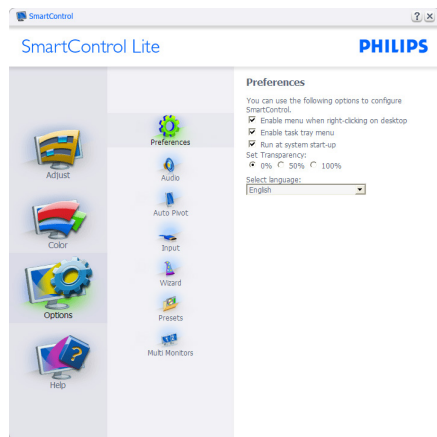 SmartControl
? x
SmartControl Lite
PHILIPS
Adjust
Color
Options
? 
Help
Preferences
Audio
Auto Pivot
Input
Wizard
Presets
1 2
Multi Monitors
Preferences
You can use the following options to configure
SmartControl.
Enable menu when right-clicking on desktop
Enable task tray menu
Run at system start-up
Set Transparency:
0% 50% 100%
Select language:
English